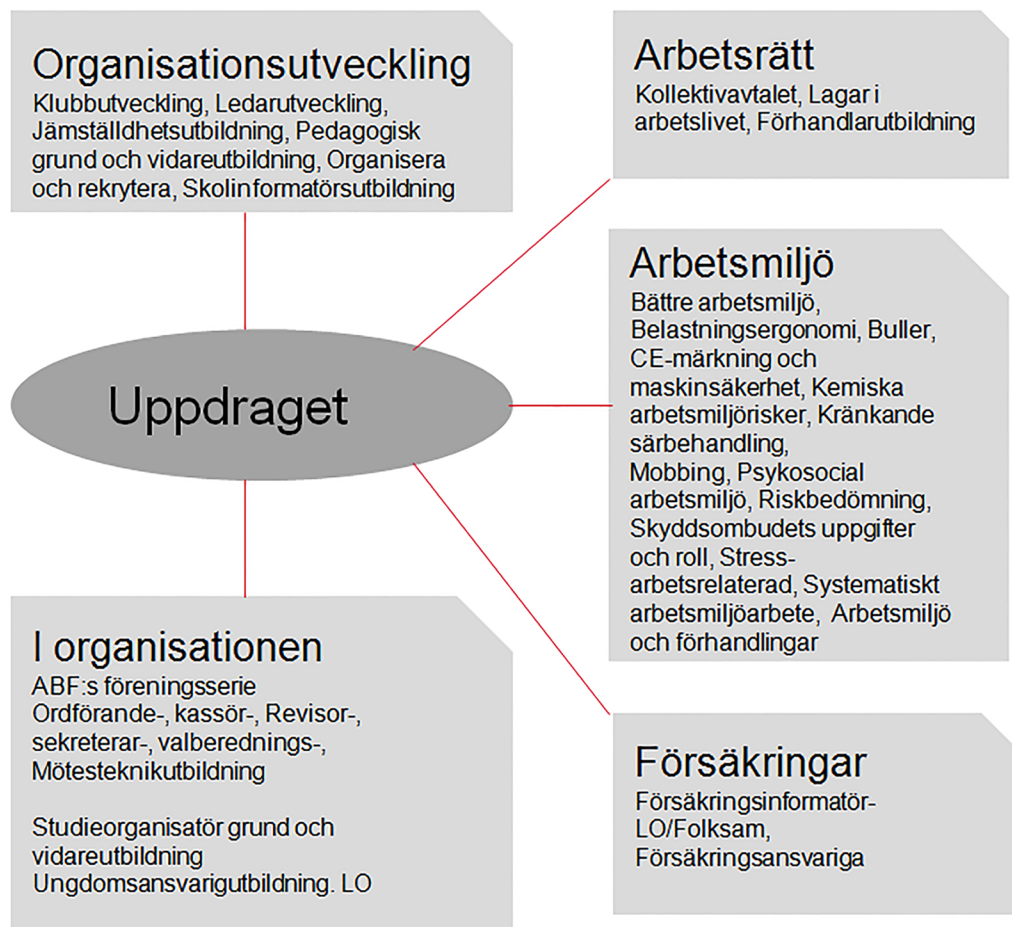 Organisationsutveckling
Klubbutveckling, Ledarutveckling,
Jämställdhetsutbildning, Pedagogisk
grund och vidareutbildning, Organisera
och rekrytera, Skolinformatörsutbildning
Arbetsrätt
Kollektivavtalet, Lagar i
arbetslivet, Förhandlarutbildning
Arbetsmiljö
Bättre arbetsmiljö,
Belastningsergonomi, Buller,
CE-märkning och
maskinsäkerhet, Kemiska
arbetsmiljörisker, Kränkande
särbehandling,
Mobbing, Psykosocial
arbetsmiljö, Riskbedömning,
Skyddsombudets uppgifter
och roll, Stress-
arbetsrelaterad, Systematiskt
arbetsmiljöarbete, Arbetsmiljö
och förhandlingar
Uppdraget
I organisationen
ABF:s föreningsserie
Ordförande-, kassör-, Revisor-,
sekreterar-, valberednings-,
Mötesteknikutbildning
Studieorganisatör grund och
vidareutbildning
Ungdomsansvarigutbildning. LO
Försäkringar
Försäkringsinformatör-
LO/Folksam,
Försäkringsansvariga